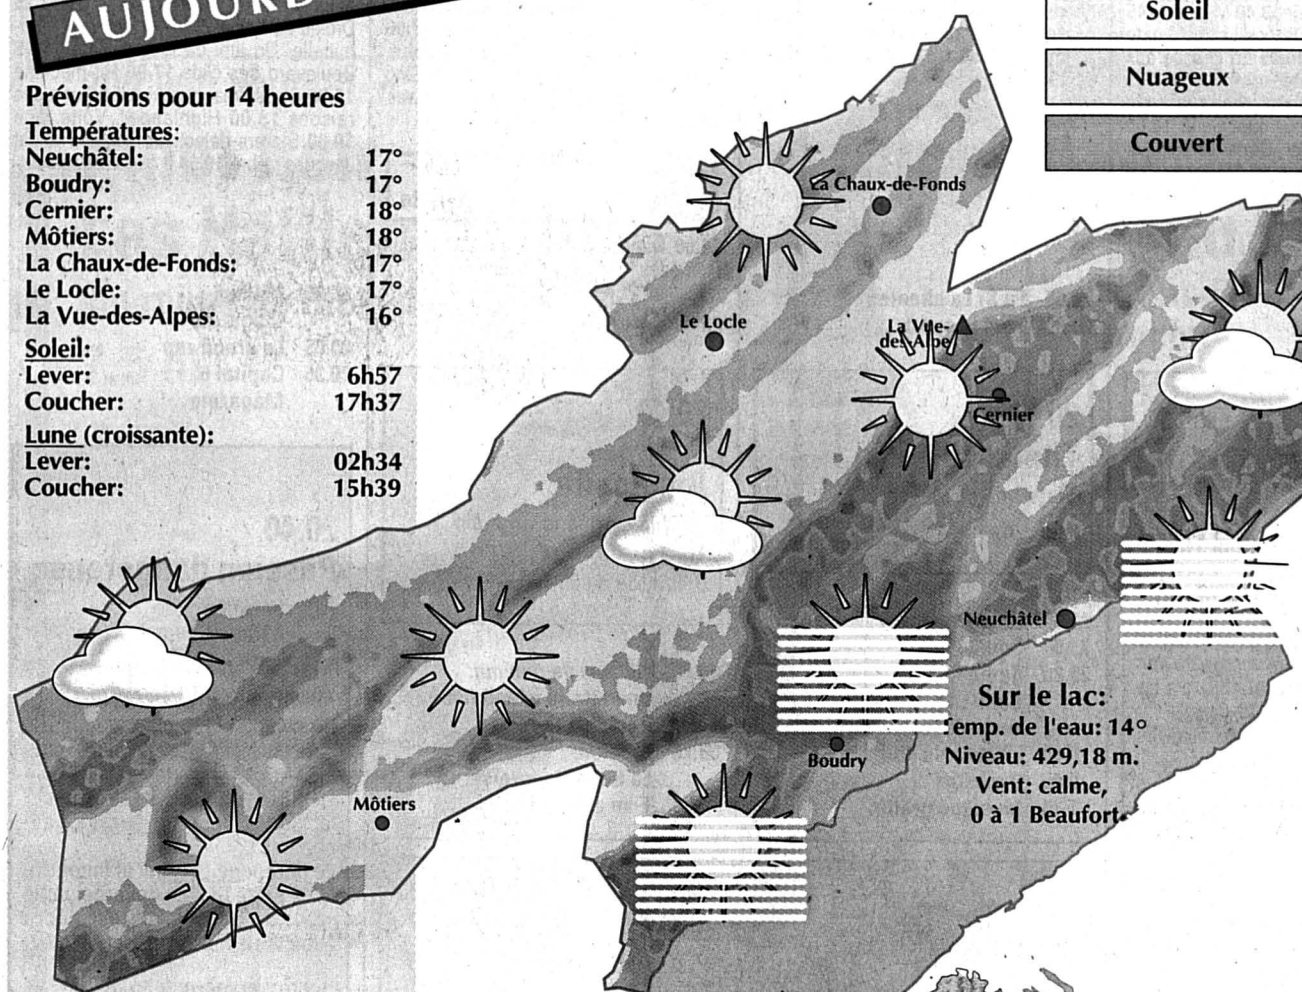 AUJOURD
Prévisions pour 14 heures
Températures:
Neuchâtel: 17°
Boudry: 17°
Cernier: 18°
Môtiers: 18°
La Chaux-de-Fonds: 17°
Le Locle: 17°
La Vue-des-Alpes: 16°
Soleil:
Lever: 6h57
Coucher: 17h37
Lune (croissante):
Lever: 02h34
Coucher: 15h39
Soleil
Nuageux
Couvert
La Chaux-de-Fonds
Le Locle
La Vue-
des-Alpe
Cernier
Neuchâtel
Boudry
Môtiers
Sur le lac:
Temp. de l'eau: 14°
Niveau: 429,18 m.
Vent: calme,
0 à 1 Beaufort